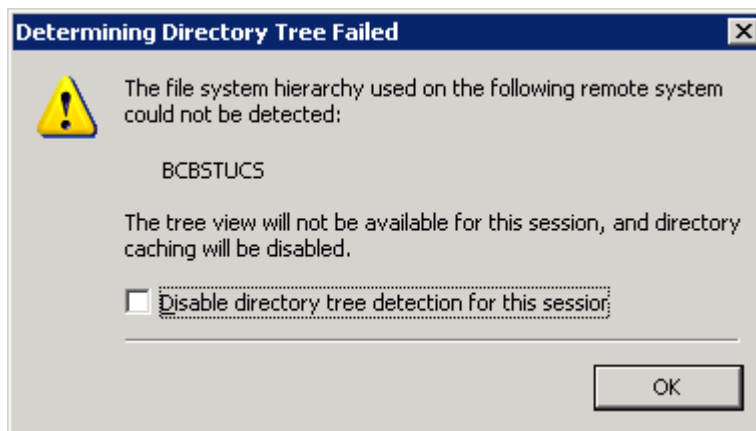 Determining Directory Tree Failed
The file system hierarchy used on the following remote system
could not be detected:
BCBSTUCS
The tree view will not be available for this session, and directory
caching will be disabled.
Disable directory tree detection for this session
OK